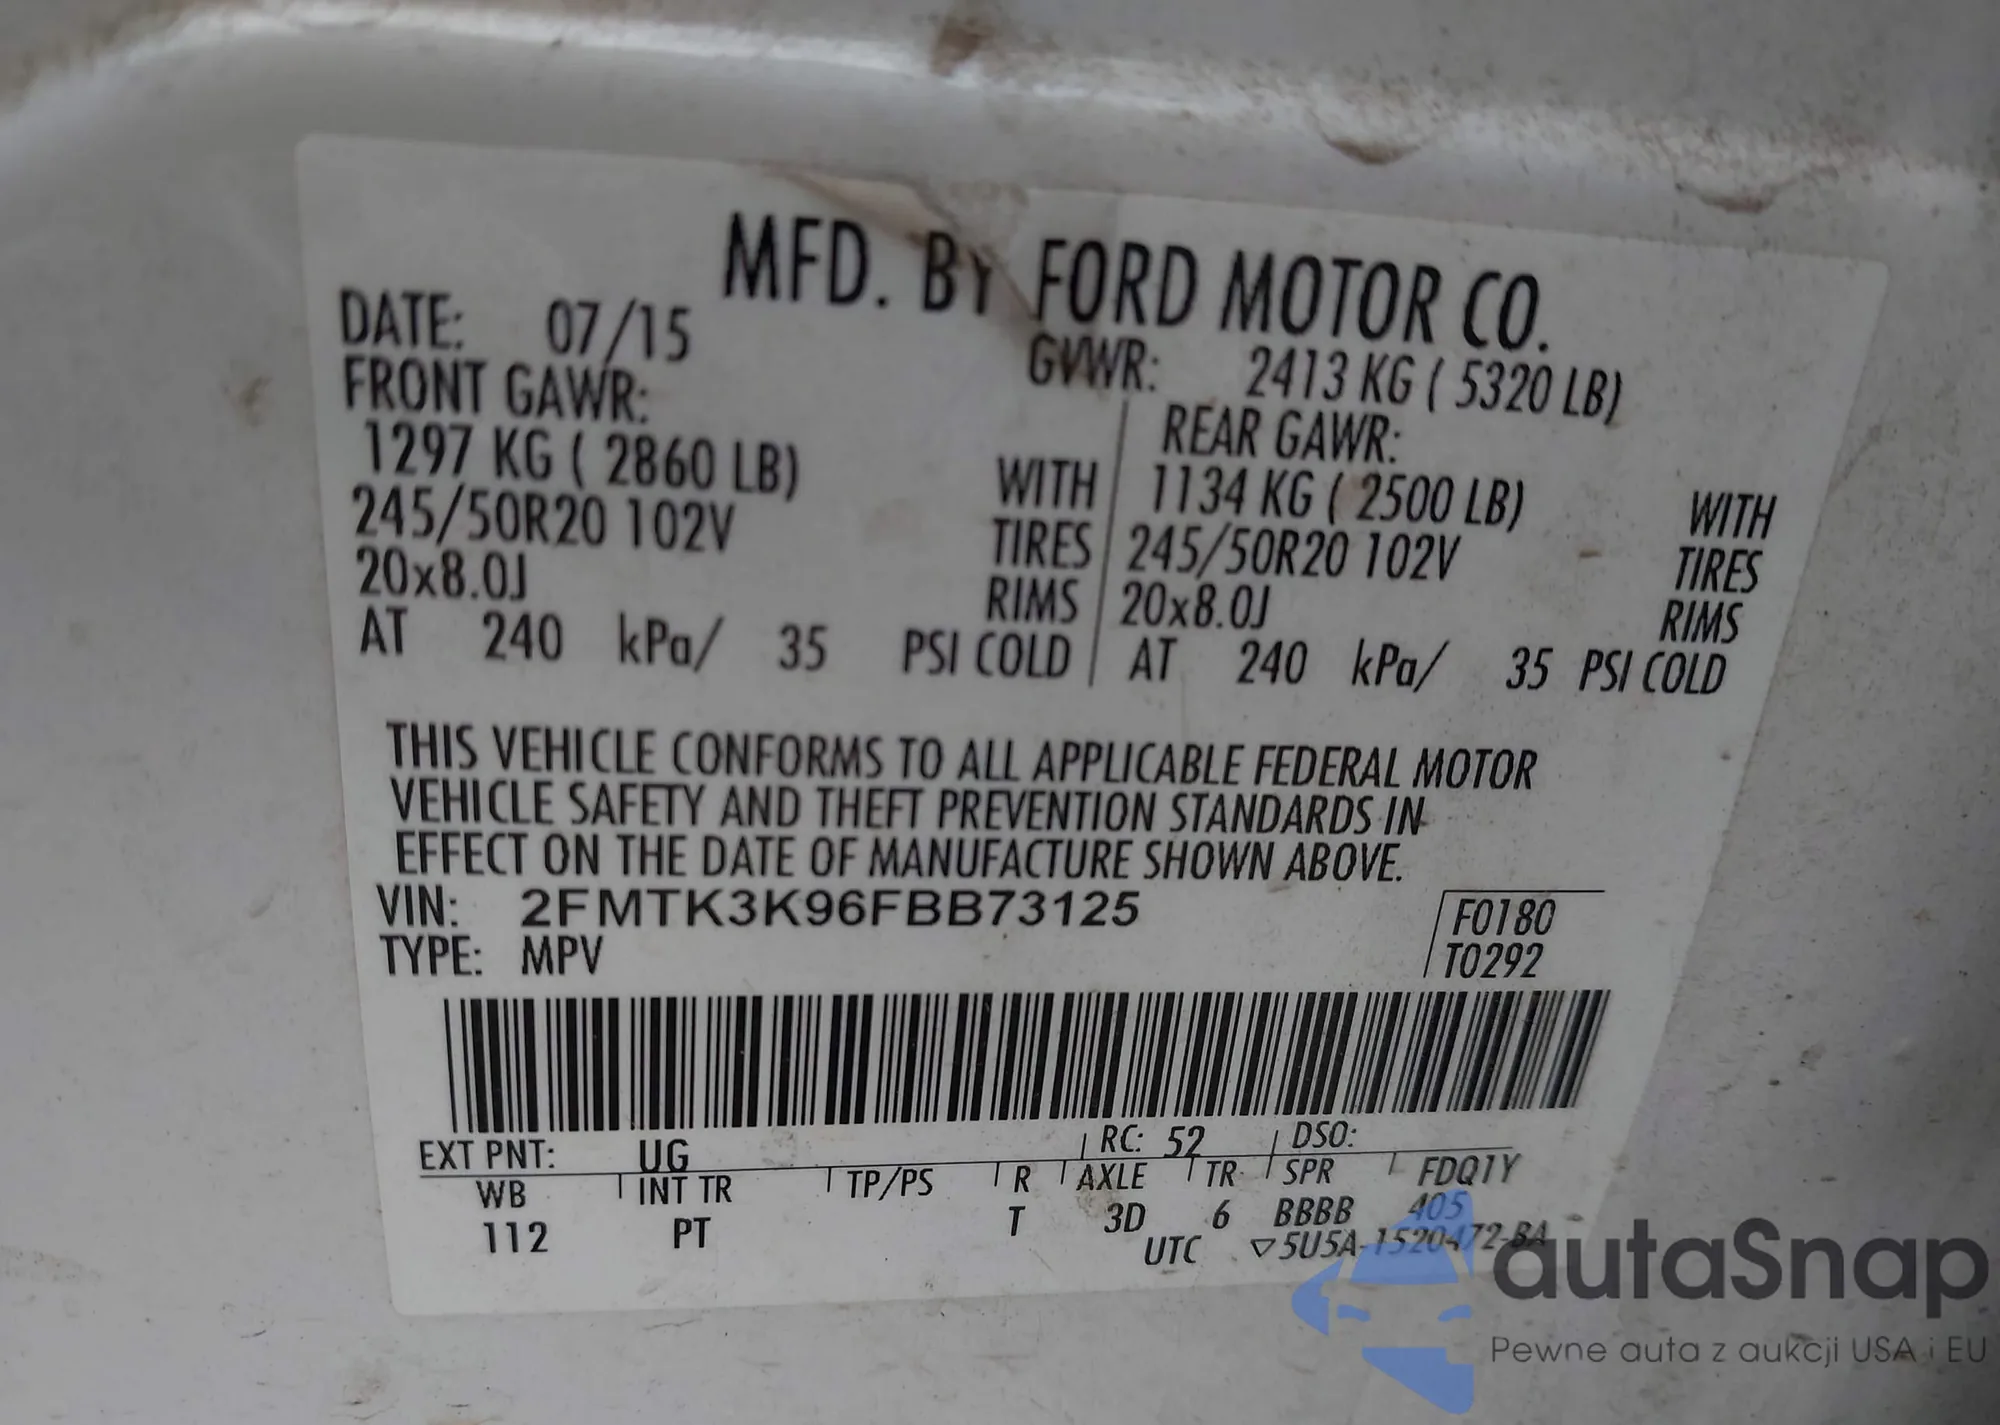 MFD. BY FORD MOTOR CO.
DATE: 07/15
GVWR: 2413 KG ( 5320 LB)
FRONT GAWR:
REAR GAWR:
1297 KG ( 2860 LB) WITH
1134 KG ( 2500 LB) WITH
245/50R20 102V TIRES
245/50R20 102V TIRES
20x8.0J RIMS
20x8.0J RIMS
AT 240 kPa/ 35 PSI COLD
AT 240 kPa/ 35 PSI COLD
THIS VEHICLE CONFORMS TO ALL APPLICABLE FEDERAL MOTOR
VEHICLE SAFETY AND THEFT PREVENTION STANDARDS IN
EFFECT ON THE DATE OF MANUFACTURE SHOWN ABOVE.
VIN: 2FMTK3K96FBB73125
F0180
TYPE: MPV
T0292
EXT PNT: UG RC: 52 DSO:
WB INT TR TP/PS R AXLE TR SPR FDQ1Y
112 PT T 3D 6 BBBB 405
UTC ▽5U5A-1520472-BA
autaSnap
Pewne auta z aukcji USA i EU